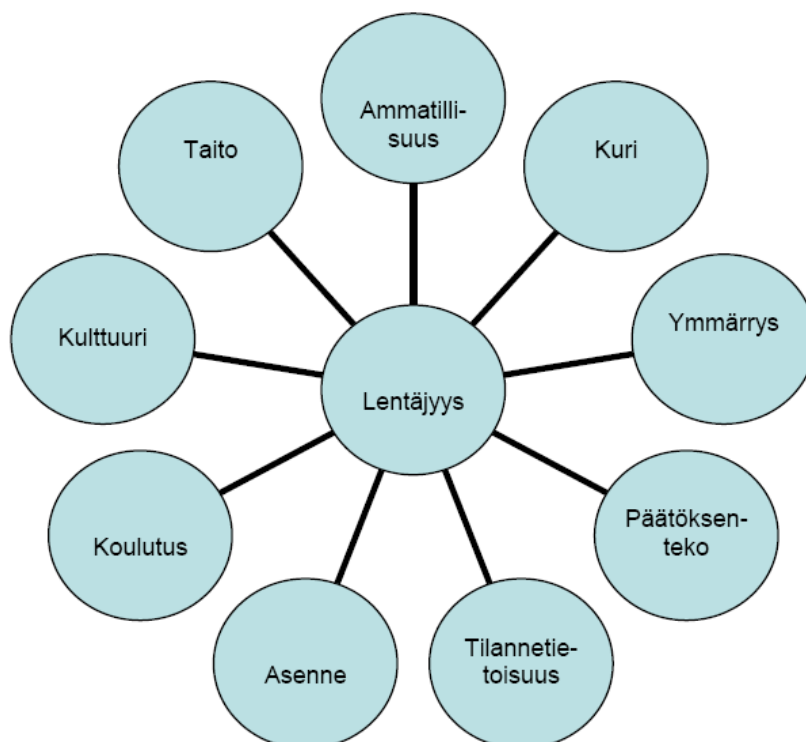 Ammatilli-
suus
Taito
Kuri
Kulttuuri
Ymmärrys
Lentäjyys
Koulutus
Päätöksen-
teko
Asenne
Tilannetie-
toisuus